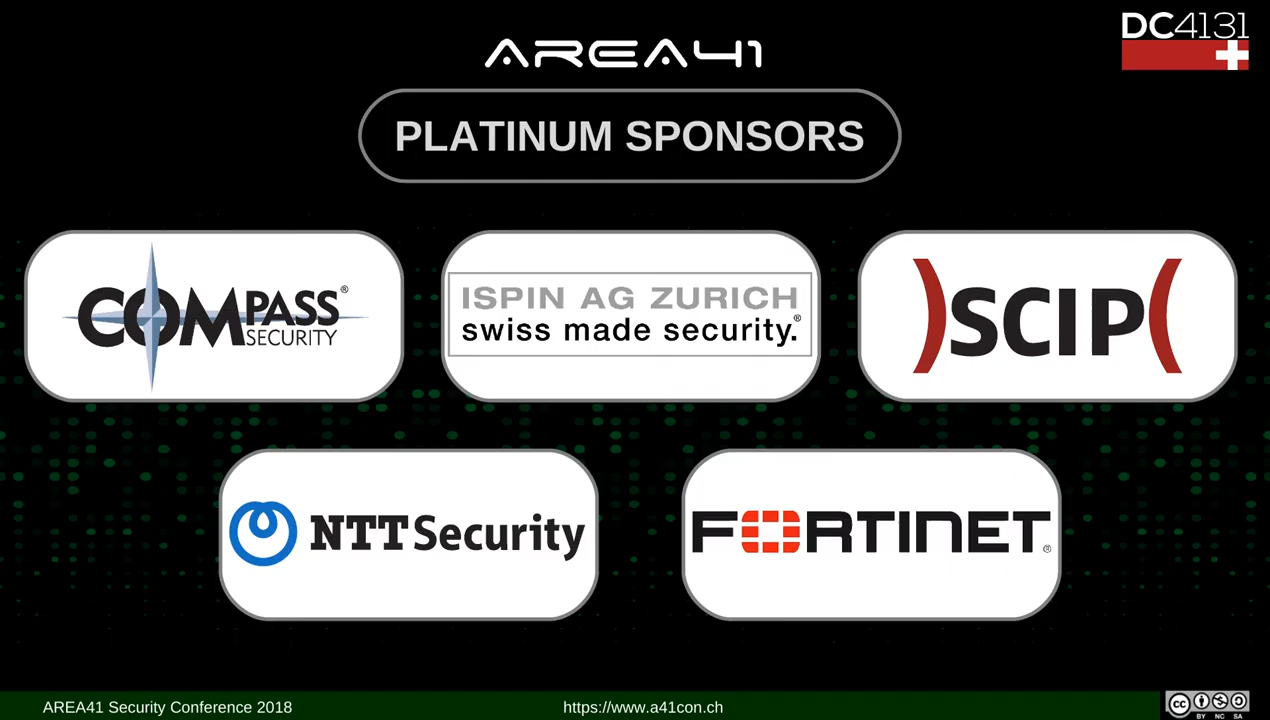 AREA41
DC4131
PLATINUM SPONSORS
COMPASS SECURITY®
ISPIN AG ZURICH
swiss made security.®
)SCIP(
NTT Security
FORTINET®
AREA41 Security Conference 2018
https://www.a41con.ch
cc
BY NC SA